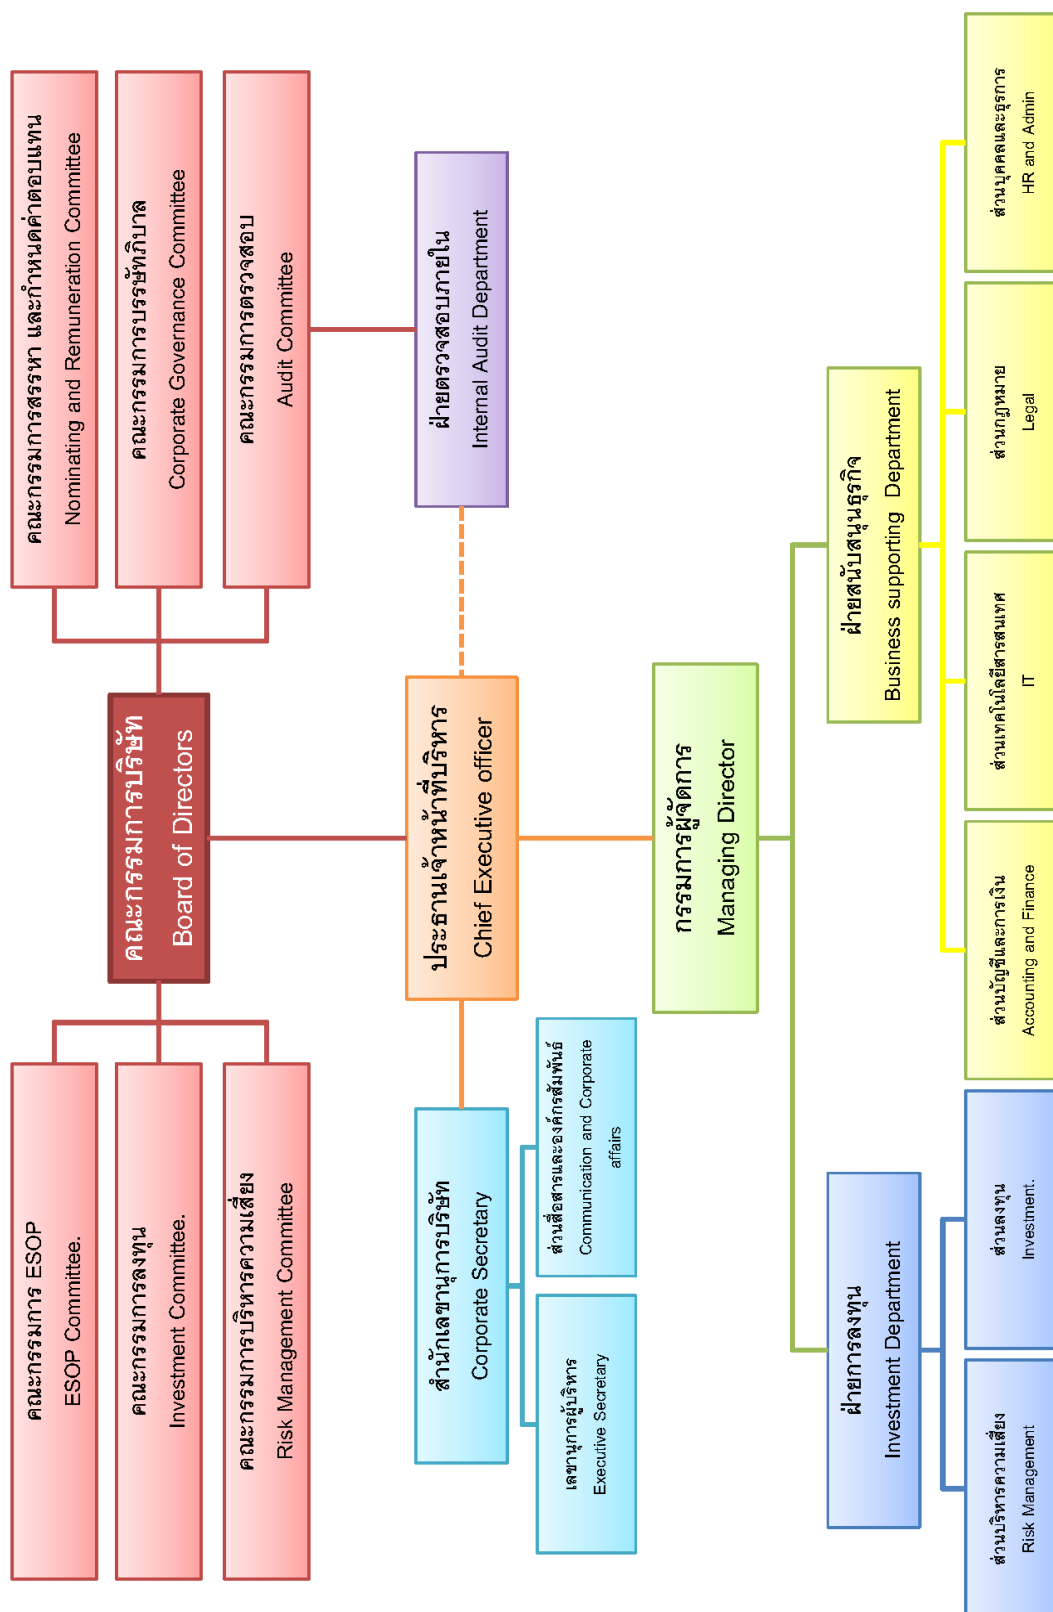 คณะกรรมการ ESOP
ESOP Committee.
คณะกรรมการลงทุน
Investment Committee.
คณะกรรมการบริหารความเสี่ยง
Risk Management Committee
คณะกรรมการบริษัท
Board of Directors
คณะกรรมการสรรหา และกำหนดค่าตอบแทน
Nominating and Remuneration Committee
คณะกรรมการบรรษัทภิบาล
Corporate Governance Committee
คณะกรรมการตรวจสอบ
Audit Committee
สำนักเลขานุการบริษัท
Corporate Secretary
ประธานเจ้าหน้าที่บริหาร
Chief Executive officer
ฝ่ายตรวจสอบภายใน
Internal Audit Department
เลขานุการผู้บริหาร
Executive Secretary
ส่วนสื่อสารและองค์กรสัมพันธ์
Communication and Corporate
affairs
กรรมการผู้จัดการ
Managing Director
ฝ่ายการลงทุน
Investment Department
ฝ่ายสนับสนุนธุรกิจ
Business supporting Department
ส่วนบริหารความเสี่ยง
Risk Management
ส่วนลงทุน
Investment.
ส่วนบัญชีและการเงิน
Accounting and Finance
ส่วนเทคโนโลยีสารสนเทศ
IT
ส่วนกฎหมาย
Legal
ส่วนบุคคลและธุรการ
HR and Admin